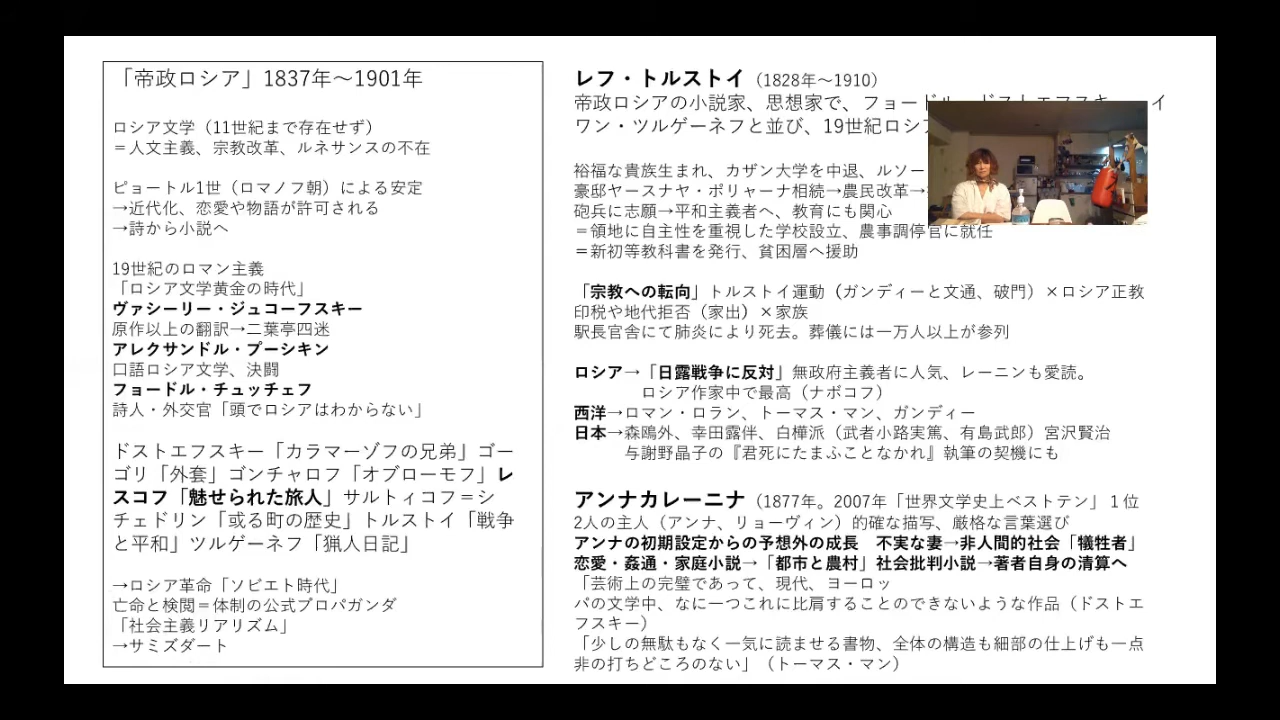 「帝政ロシア」1837年～1901年
ロシア文学（11世紀まで存在せず）
＝人文主義、宗教改革、ルネサンスの不在
ピョートル1世（ロマノフ朝）による安定
→近代化、恋愛や物語が許可される
→詩から小説へ
19世紀のロマン主義
「ロシア文学黄金の時代」
ヴァシーリー・ジュコーフスキー
原作以上の翻訳→二葉亭四迷
アレクサンドル・プーシキン
口語ロシア文学、決闘
フョードル・チュッチェフ
詩人・外交官「頭でロシアはわからない」
ドストエフスキー「カラマーゾフの兄弟」ゴー
ゴリ「外套」ゴンチャロフ「オブローモフ」レ
スコフ「魅せられた旅人」サルトィコフ＝シ
チェドリン「或る町の歴史」トルストイ「戦争
と平和」ツルゲーネフ「猟人日記」
→ロシア革命「ソビエト時代」
亡命と検閲＝体制の公式プロパガンダ
「社会主義リアリズム」
→サミズダート
レフ・トルストイ（1828年～1910）
帝政ロシアの小説家、思想家で、フョードル・ドストエフスキー、イ
ワン・ツルゲーネフと並び、19世紀ロシ
裕福な貴族生まれ、カザン大学を中退、ルソー
豪邸ヤースナヤ・ポリャーナ相続→農民改革→
砲兵に志願→平和主義者へ、教育にも関心
＝領地に自主性を重視した学校設立、農事調停官に就任
＝新初等教科書を発行、貧困層へ援助
「宗教への転向」トルストイ運動（ガンディーと文通、破門）×ロシア正教
印税や地代拒否（家出）×家族
駅長官舎にて肺炎により死去。葬儀には一万人以上が参列
ロシア→「日露戦争に反対」無政府主義者に人気、レーニンも愛読。
ロシア作家中で最高（ナボコフ）
西洋→ロマン・ロラン、トーマス・マン、ガンディー
日本→森鴎外、幸田露伴、白樺派（武者小路実篤、有島武郎）宮沢賢治
与謝野晶子の『君死にたまふことなかれ』執筆の契機にも
アンナカレーニナ（1877年。2007年「世界文学史上ベストテン」１位
2人の主人（アンナ、リョーヴィン）的確な描写、厳格な言葉選び
アンナの初期設定からの予想外の成長　不実な妻→非人間的社会「犠牲者」
恋愛・姦通・家庭小説→「都市と農村」社会批判小説→著者自身の清算へ
「芸術上の完璧であって、現代、ヨーロッ
パの文学中、なに一つこれに比肩することのできないような作品（ドストエ
フスキー）
「少しの無駄もなく一気に読ませる書物、全体の構造も細部の仕上げも一点
非の打ちどころのない」（トーマス・マン）